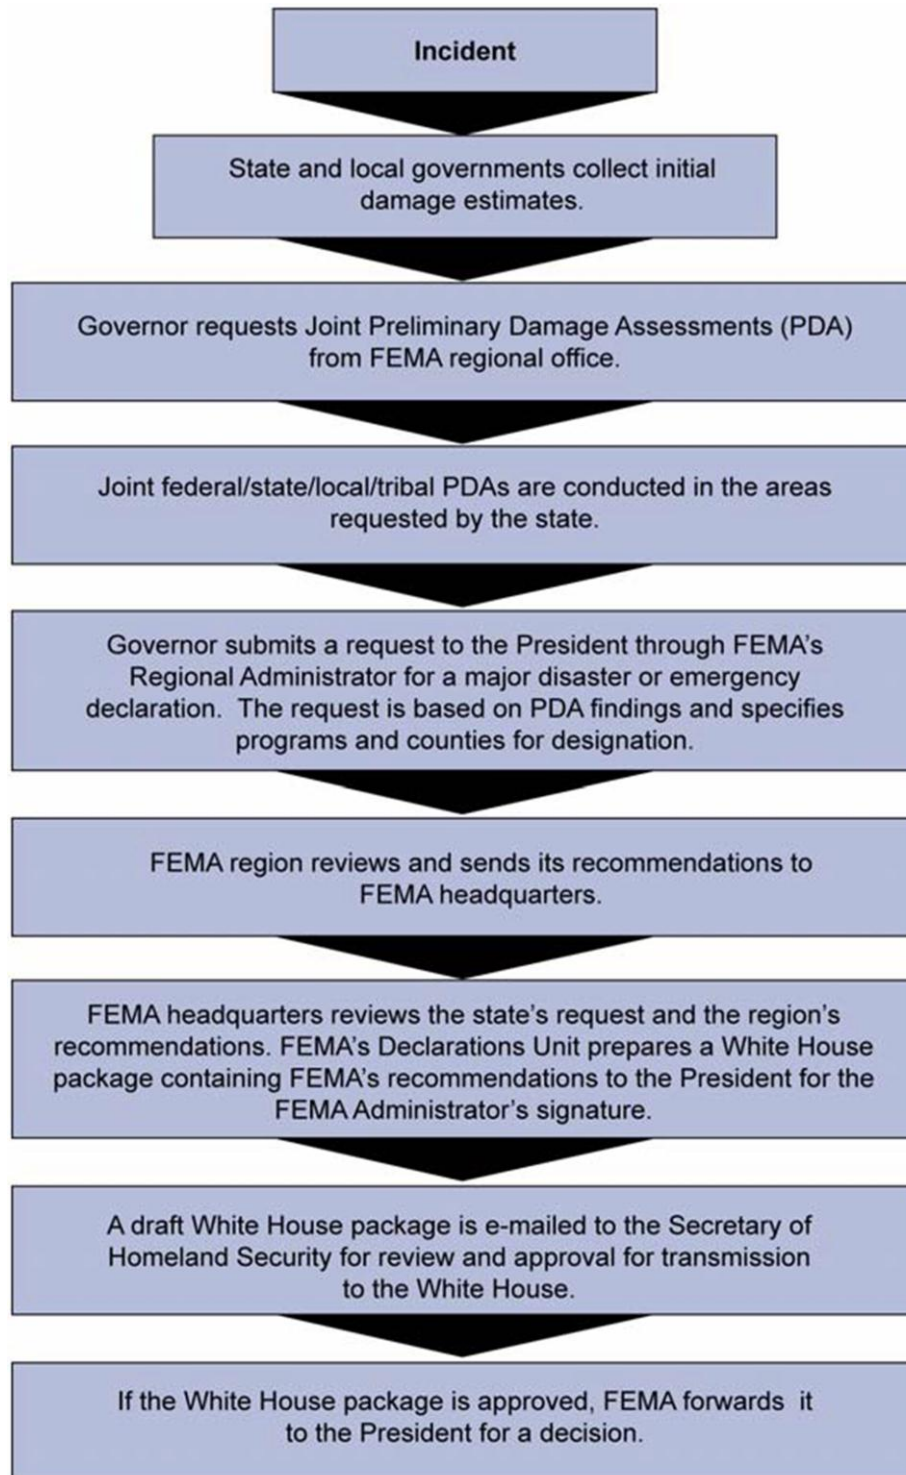 Incident
State and local governments collect initial
damage estimates.
Governor requests Joint Preliminary Damage Assessments (PDA)
from FEMA regional office.
Joint federal/state/local/tribal PDAs are conducted in the areas
requested by the state.
Governor submits a request to the President through FEMA's
Regional Administrator for a major disaster or emergency
declaration.  The request is based on PDA findings and specifies
programs and counties for designation.
FEMA region reviews and sends its recommendations to
FEMA headquarters.
FEMA headquarters reviews the state's request and the region's
recommendations. FEMA's Declarations Unit prepares a White House
package containing FEMA's recommendations to the President for the
FEMA Administrator's signature.
A draft White House package is e-mailed to the Secretary of
Homeland Security for review and approval for transmission
to the White House.
If the White House package is approved, FEMA forwards  it
to the President for a decision.